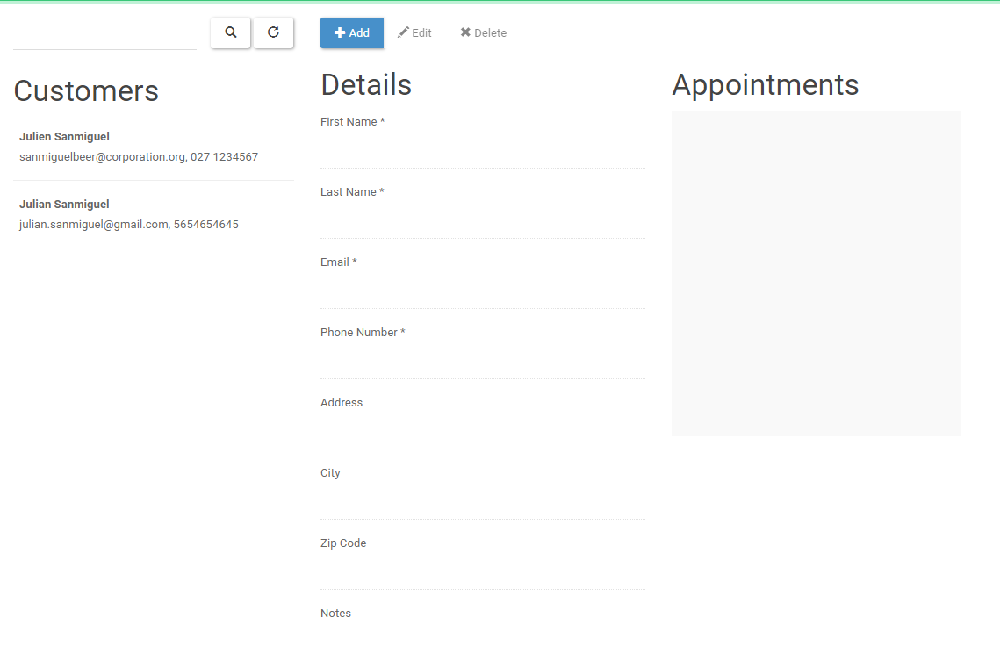 Add Edit Delete
Customers
Julien Sanmiguel
sanmiguelbeer@corporation.org, 027 1234567
Julian Sanmiguel
julian.sanmiguel@gmail.com, 5654654645
Details
First Name *
Last Name *
Email *
Phone Number *
Address
City
Zip Code
Notes
Appointments